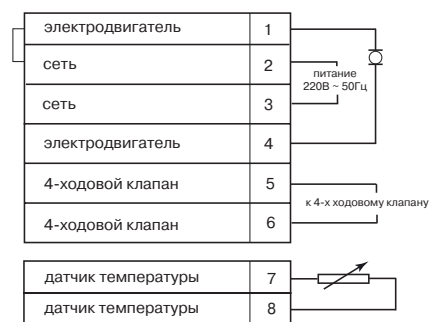 электродвигатель 1
сеть 2
питание
220В ~ 50Гц
сеть 3
электродвигатель 4
4-ходовой клапан 5
к 4-х ходовому клапану
4-ходовой клапан 6
датчик температуры 7
датчик температуры 8